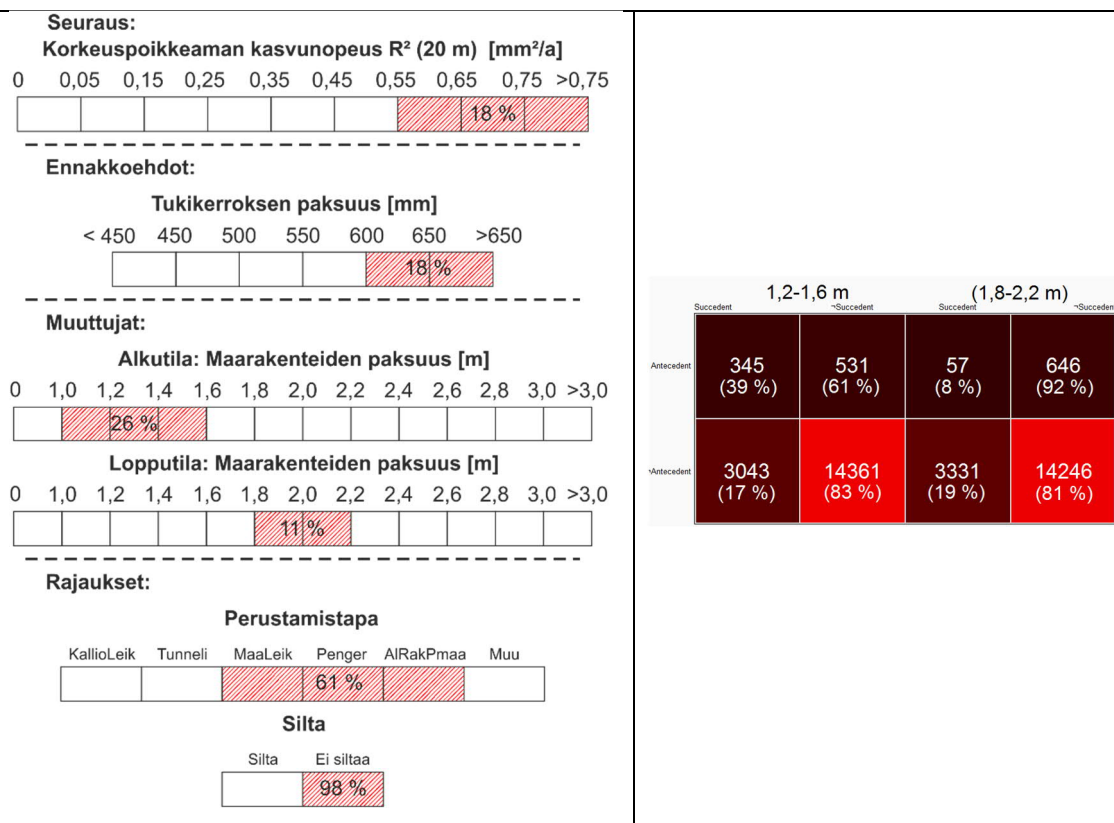 Seuraus:
Korkeuspoikkeaman kasvunopeus R² (20 m) [mm²/a]
0 0,05 0,15 0,25 0,35 0,45 0,55 0,65 0,75 >0,75
18 %
Ennakkoehdot:
Tukikerroksen paksuus [mm]
< 450 450 500 550 600 650 >650
18 %
Muuttujat:
Alkutila: Maarakenteiden paksuus [m]
0 1,0 1,2 1,4 1,6 1,8 2,0 2,2 2,4 2,6 2,8 3,0 >3,0
26 %
Lopputila: Maarakenteiden paksuus [m]
0 1,0 1,2 1,4 1,6 1,8 2,0 2,2 2,4 2,6 2,8 3,0 >3,0
11 %
Rajaukset:
Perustamistapa
KallioLeik Tunneli MaaLeik Penger AlRakPmaa Muu
61 %
Silta
Silta Ei siltaa
98 %
1,2-1,6 m (1,8-2,2 m)
Succedent ¬Succedent Succedent ¬Succeden
Antecedent 345 531 57 646
(39 %) (61 %) (8 %) (92 %)
¬Antecedent 3043 14361 3331 14246
(17 %) (83 %) (19 %) (81 %)